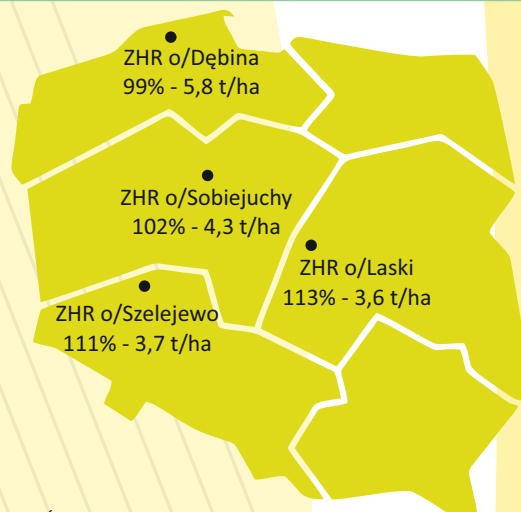 ZHR o/Dębina
99% - 5,8 t/ha
ZHR o/Sobiejuchy
102% - 4,3 t/ha
ZHR o/Laski
113% - 3,6 t/ha
ZHR o/Szelejewo
111% - 3,7 t/ha